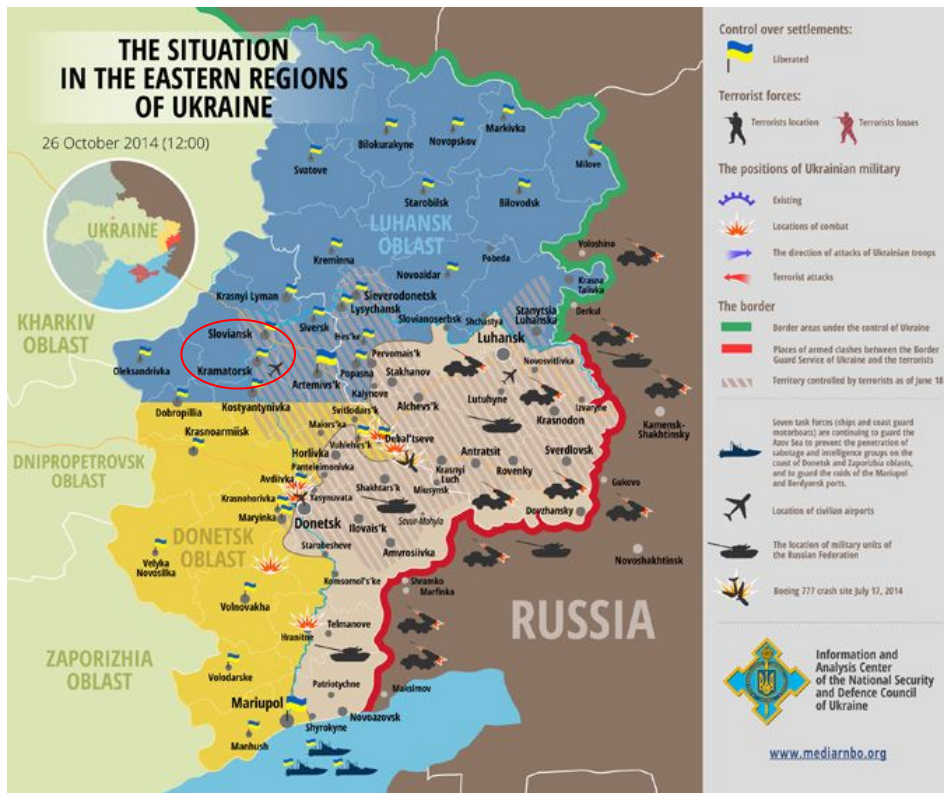 THE SITUATION
IN THE EASTERN REGIONS
OF UKRAINE
26 October 2014 (12:00)
UKRAINE
Markivka
Bilokurakyne
Novopskov
Svatove
Milove
Starobilsk
Bilovodsk
LUHANSK
OBLAST
Voloshino
Kreminna
Novoaidar
Pobeda
Krasna
Talivka
Krasnyi Lyman
Sieverodonetsk
Lysychansk
KHARKIV
OBLAST
Sloviansk
Siversk
Slovianoserbsk
Shchastya
Stanytsia
Luhanska
Derkul
Hirs'ke
Luhansk
Kramatorsk
Pervomais'k
Oleksandrivka
Artemivs'k
Popasna
Stakhanov
Novosvitlivka
Kalynove
Lutuhyne
Kostyantynivka
Alchevs'k
Izvaryne
Dobropillia
Svitlodars'k
Krasnodon
Kamensk-
Shakhtinsky
Krasnoarmiisk
Maiors'ka
Vuhlehirs'k
Debal'tseve
Horlivka
Antratsit
Sverdlovsk
DNIPROPETROVSK
OBLAST
Panteleimonivka
Krasnyi
Luch
Rovenky
Avdiivka
Yasynuvata
Shakhtars'k
Miusynsk
Gukovo
Krasnohorivka
Maryinka
Donetsk
Ilovais'k
Savur-Mohyla
Dovzhansky
DONETSK
OBLAST
Starobesheve
Amvrosiivka
Velyka
Novosilka
Novoshakhtinsk
Komsomol's'ke
Shramko
Marfinka
Volnovakha
RUSSIA
Hranitne
Telmanove
ZAPORIZHIA
OBLAST
Volodarske
Patriotychne
Maksimov
Mariupol
Novoazovsk
Shyrokyne
Manhush
Control over settlements:
Liberated
Terrorist forces:
Terrorists location
Terrorists losses
The positions of Ukrainian military
Existing
Locations of combat
The direction of attacks of Ukrainian troops
Terrorist attacks
The border
Border areas under the control of Ukraine
Places of armed clashes between the Border
Guard Service of Ukraine and the terrorists
Territory controlled by terrorists as of June 18
Seven task forces (ships and coast guard
motorboats) are continuing to guard the
Azov Sea to prevent the penetration of
sabotage and intelligence groups on the
coast of Donetsk and Zaporizhia oblasts,
and to guard the raids of the Mariupol and
Berdyansk ports.
Location of civilian airports
The location of military units of
the Russian Federation
Boeing 777 crash site July 17, 2014
Information and
Analysis Center
of the National Security
and Defence Council
of Ukraine
www.mediarnbo.org